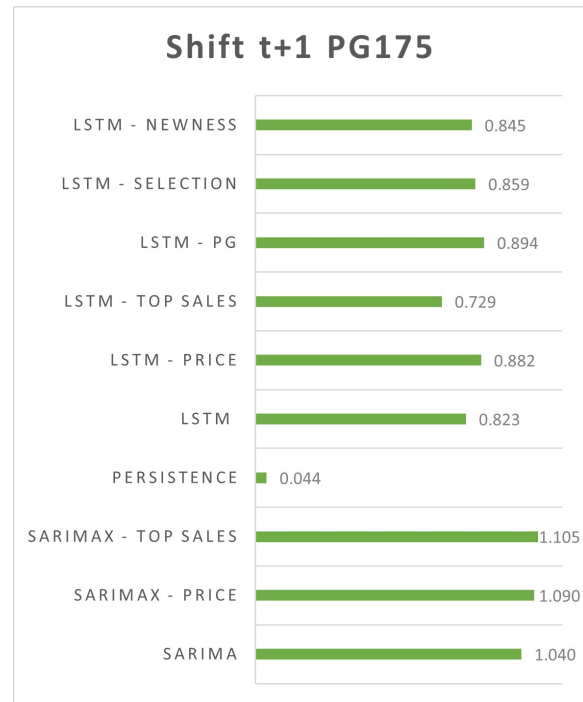 Shift t+1 PG175
LSTM - NEWNESS 0.845
LSTM - SELECTION 0.859
LSTM - PG 0.894
LSTM - TOP SALES 0.729
LSTM - PRICE 0.882
LSTM 0.823
PERSISTENCE 0.044
SARIMAX - TOP SALES 1.105
SARIMAX - PRICE 1.090
SARIMA 1.040